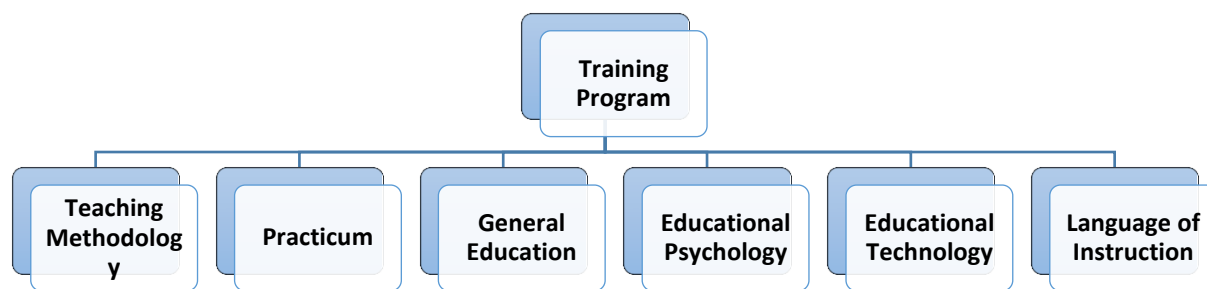 Training
Program
Teaching
Methodolog
y
Practicum
General
Education
Educational
Psychology
Educational
Technology
Language of
Instruction